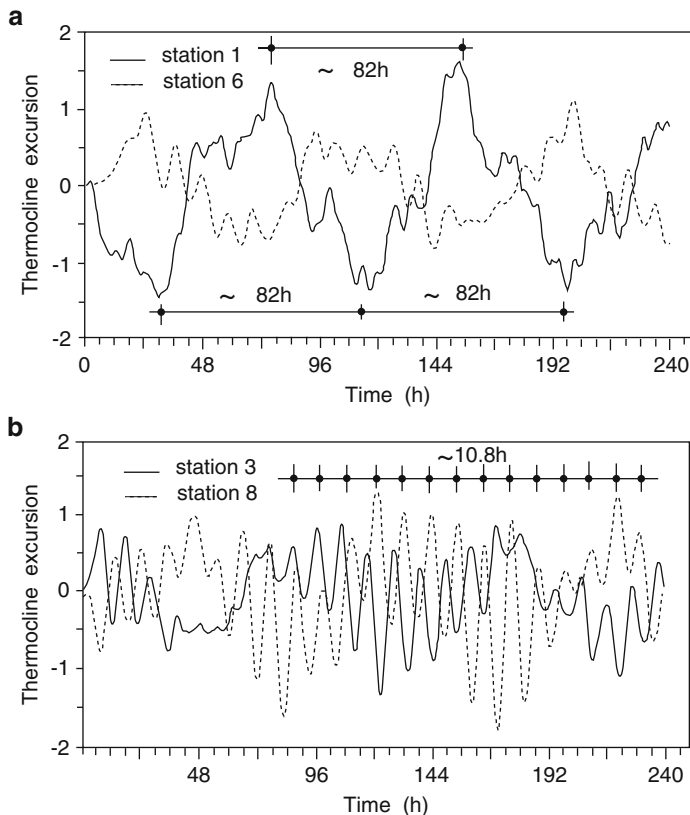 a
2
1
0
-1
-2
Thermocline excursion
station 1
station 6
~ 82h
~ 82h
~ 82h
0 48 96 144 192 240
Time (h)
b
2
1
0
-1
-2
Thermocline excursion
station 3
station 8
~10.8h
48 96 144 192 240
Time (h)